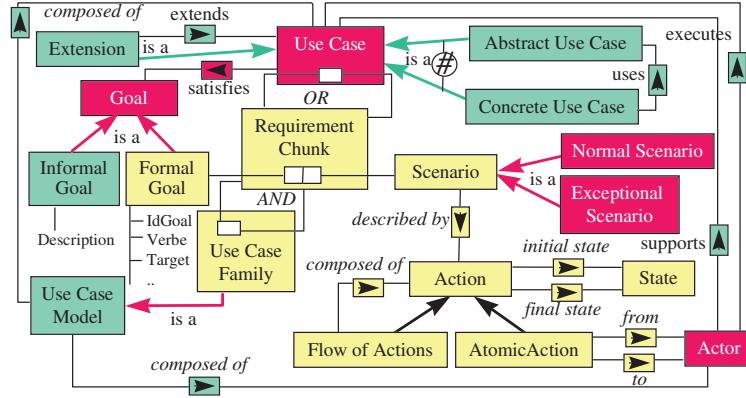 composed of
extends
Extension
is a
Use Case
is a
#
Abstract Use Case
executes
uses
Concrete Use Case
satisfies
Goal
OR
is a
Requirement
Chunk
Informal
Goal
Formal
Goal
Scenario
Normal Scenario
is a
Exceptional
Scenario
AND
described by
IdGoal
Description
Verbe
Target
..
Use Case
Family
supports
initial state
composed of
Action
State
final state
Use Case
Model
is a
from
Flow of Actions
AtomicAction
Actor
composed of
to